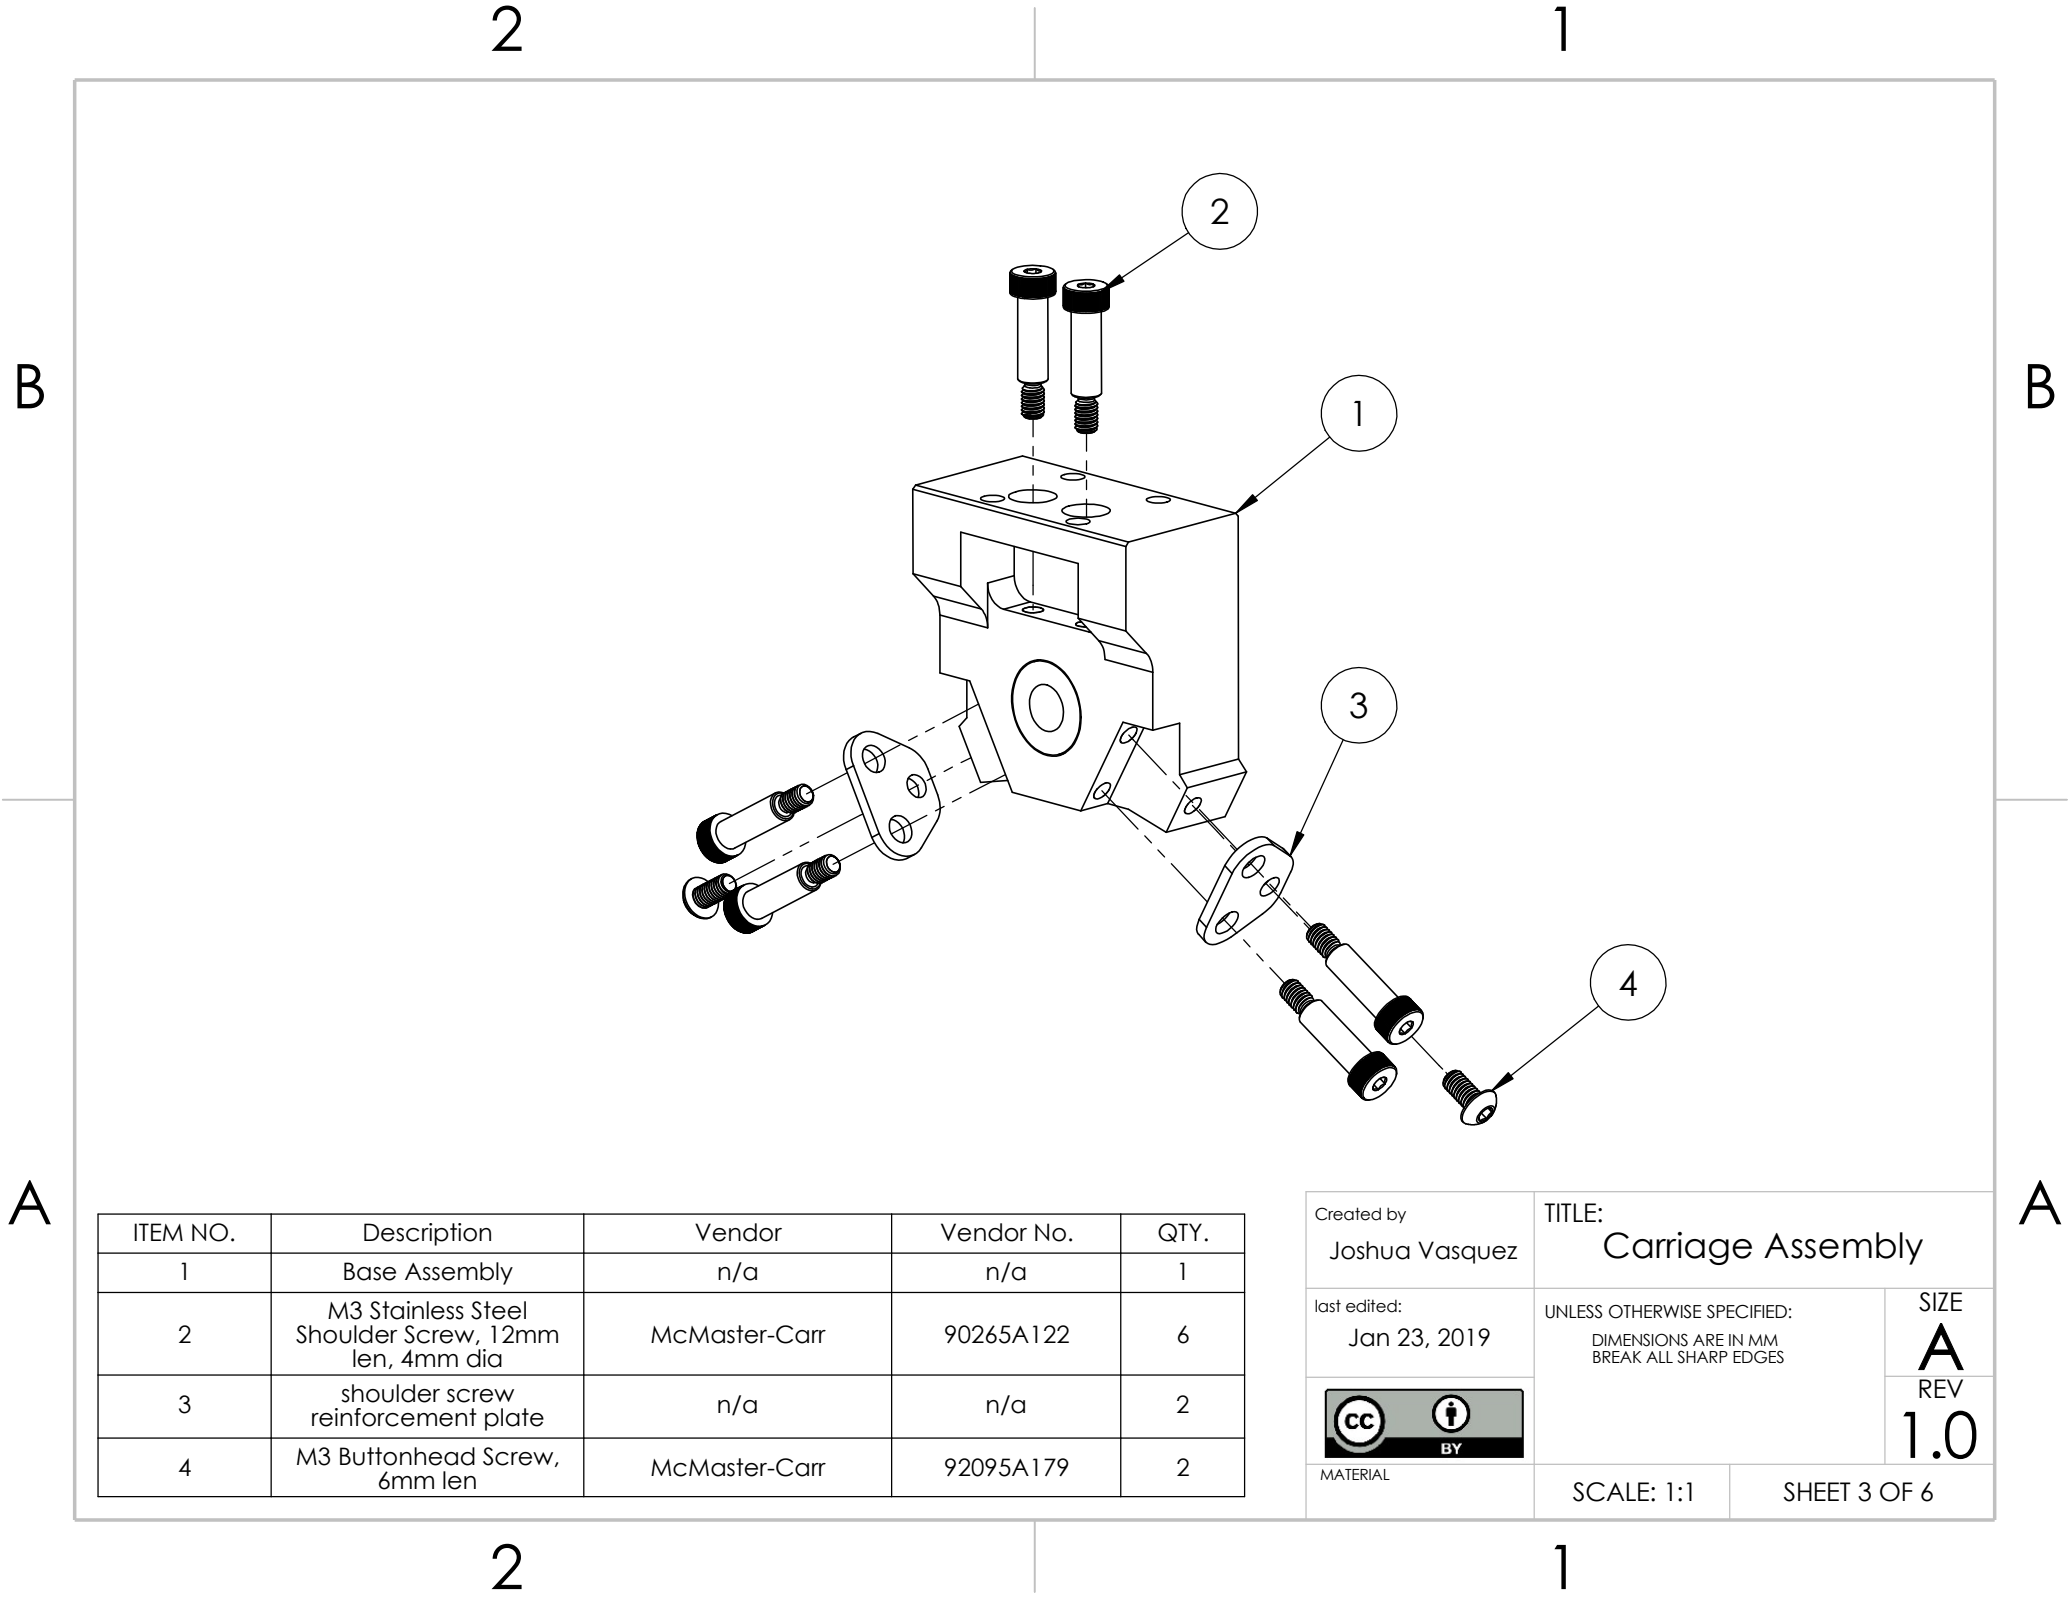 2
1
B
B
2
1
3
4
A
A
ITEM NO. Description Vendor Vendor No. QTY.
1 Base Assembly n/a n/a 1
2 M3 Stainless Steel Shoulder Screw, 12mm len, 4mm dia McMaster-Carr 90265A122 6
3 shoulder screw reinforcement plate n/a n/a 2
4 M3 Buttonhead Screw, 6mm len McMaster-Carr 92095A179 2
Created by
Joshua Vasquez
TITLE:
Carriage Assembly
last edited:
Jan 23, 2019
UNLESS OTHERWISE SPECIFIED:
DIMENSIONS ARE IN MM
BREAK ALL SHARP EDGES
SIZE
A
REV
1.0
cc
BY
MATERIAL
SCALE: 1:1
SHEET 3 OF 6
2
1